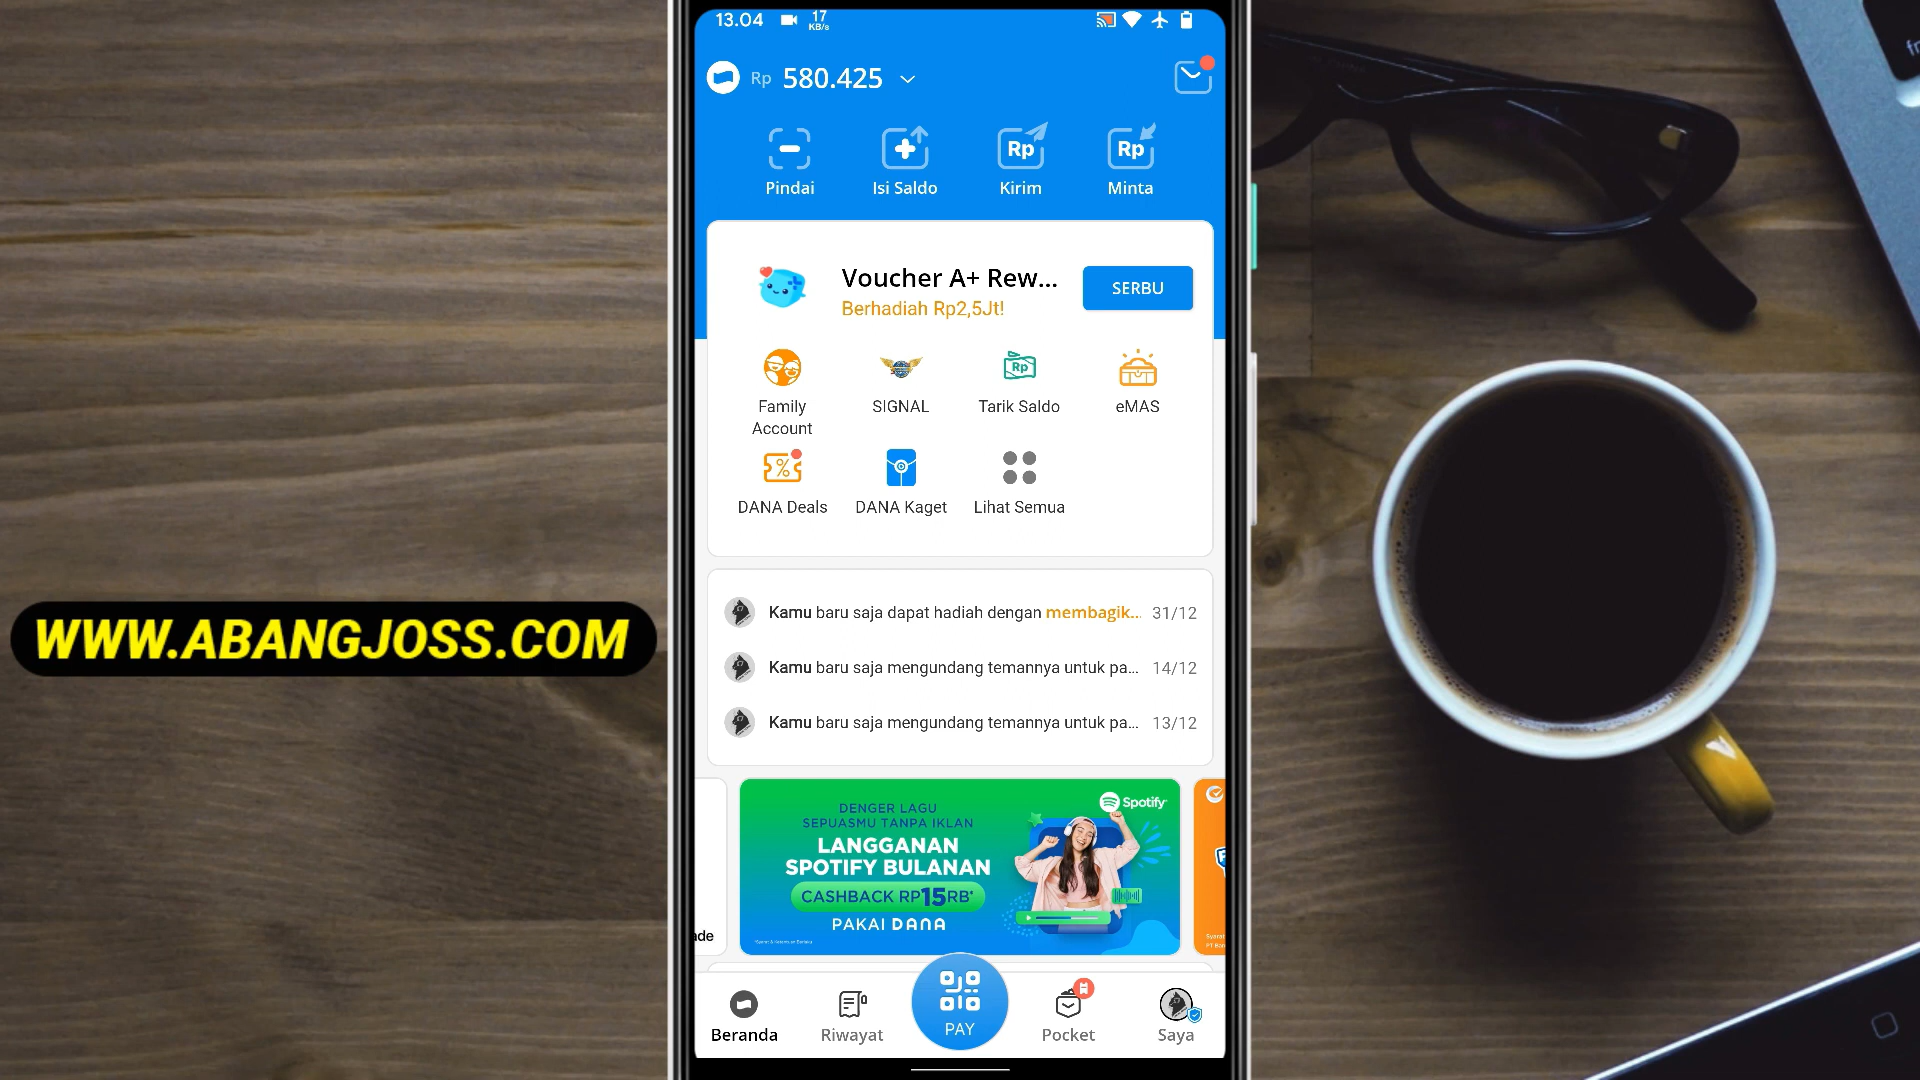 13.04
17
KB/s
Rp 580.425
Pindai
Isi Saldo
Rp
Kirim
Rp
Minta
Voucher A+ Rew...
Berhadiah Rp2,5Jt!
SERBU
Family
Account
SIGNAL
Rp
Tarik Saldo
eMAS
%
DANA Deals
DANA Kaget
Lihat Semua
Kamu baru saja dapat hadiah dengan membagik... 31/12
Kamu baru saja mengundang temannya untuk pa... 14/12
Kamu baru saja mengundang temannya untuk pa... 13/12
WWW.ABANGJOSS.COM
ade
Spotify
DENGER LAGU
SEPUASMU TANPA IKLAN
LANGGANAN
SPOTIFY BULANAN
CASHBACK RP15RB*
PAKAI DANA
Beranda
Riwayat
PAY
Pocket
Saya